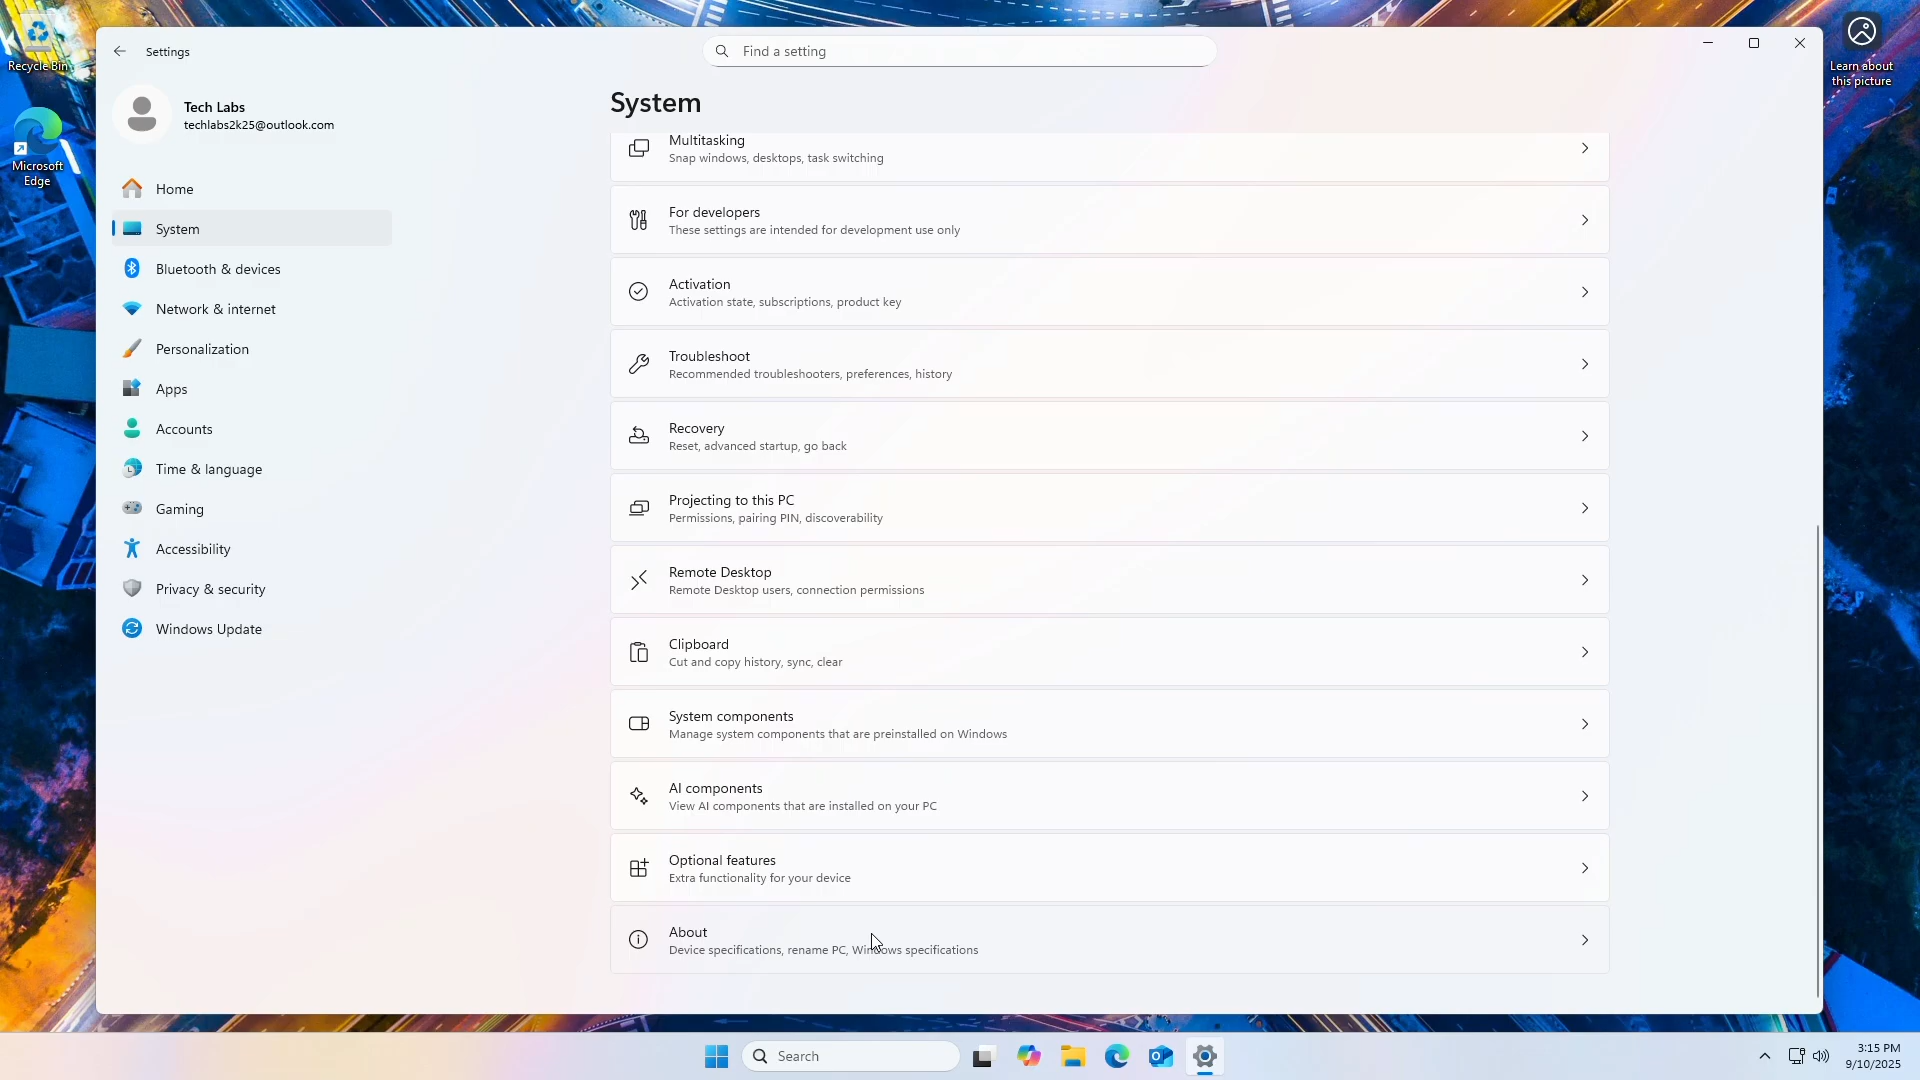 Recycle Bin
Microsoft
Edge
Learn about
this picture
Settings
Find a setting
Tech Labs
techlabs2k25@outlook.com
Home
System
Bluetooth & devices
Network & internet
Personalization
Apps
Accounts
Time & language
Gaming
Accessibility
Privacy & security
Windows Update
System
Multitasking
Snap windows, desktops, task switching
For developers
These settings are intended for development use only
Activation
Activation state, subscriptions, product key
Troubleshoot
Recommended troubleshooters, preferences, history
Recovery
Reset, advanced startup, go back
Projecting to this PC
Permissions, pairing PIN, discoverability
Remote Desktop
Remote Desktop users, connection permissions
Clipboard
Cut and copy history, sync, clear
System components
Manage system components that are preinstalled on Windows
AI components
View AI components that are installed on your PC
Optional features
Extra functionality for your device
About
Device specifications, rename PC, Windows specifications
Search
3:15 PM
9/10/2025